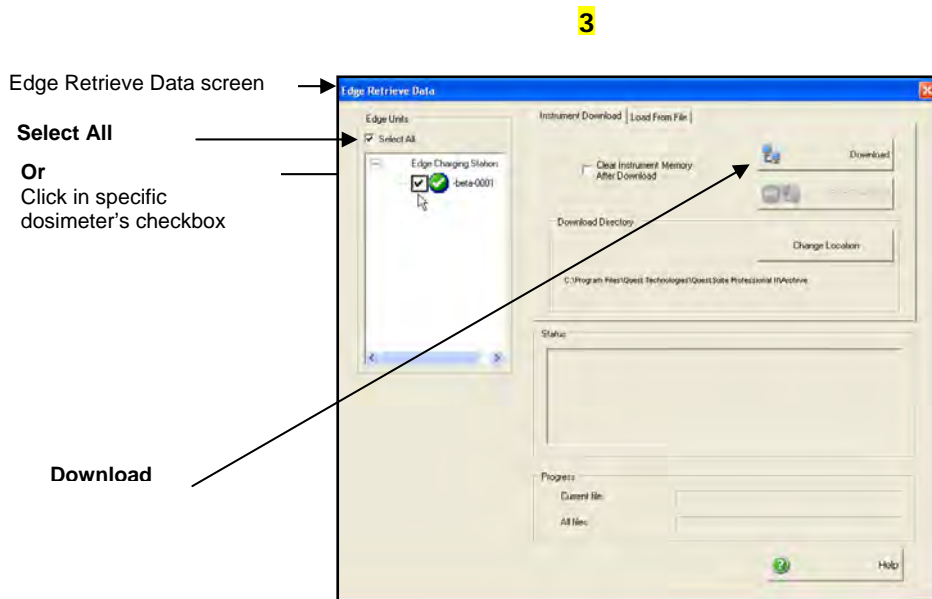 3
Edge Retrieve Data screen
Select All
Or
Click in specific
dosimeter's checkbox
Download
Edge Retrieve Data
Edge Units
Select All
Edge Charging Station
-beta-0001
Instrument Download
Load From File
Clear Instrument Memory
After Download
Download
Download Directory
Change Location
C:\Program Files\Quest Technologies\QuestSuite Professional II\Archive
Status
Progress
Current file:
All files:
Help